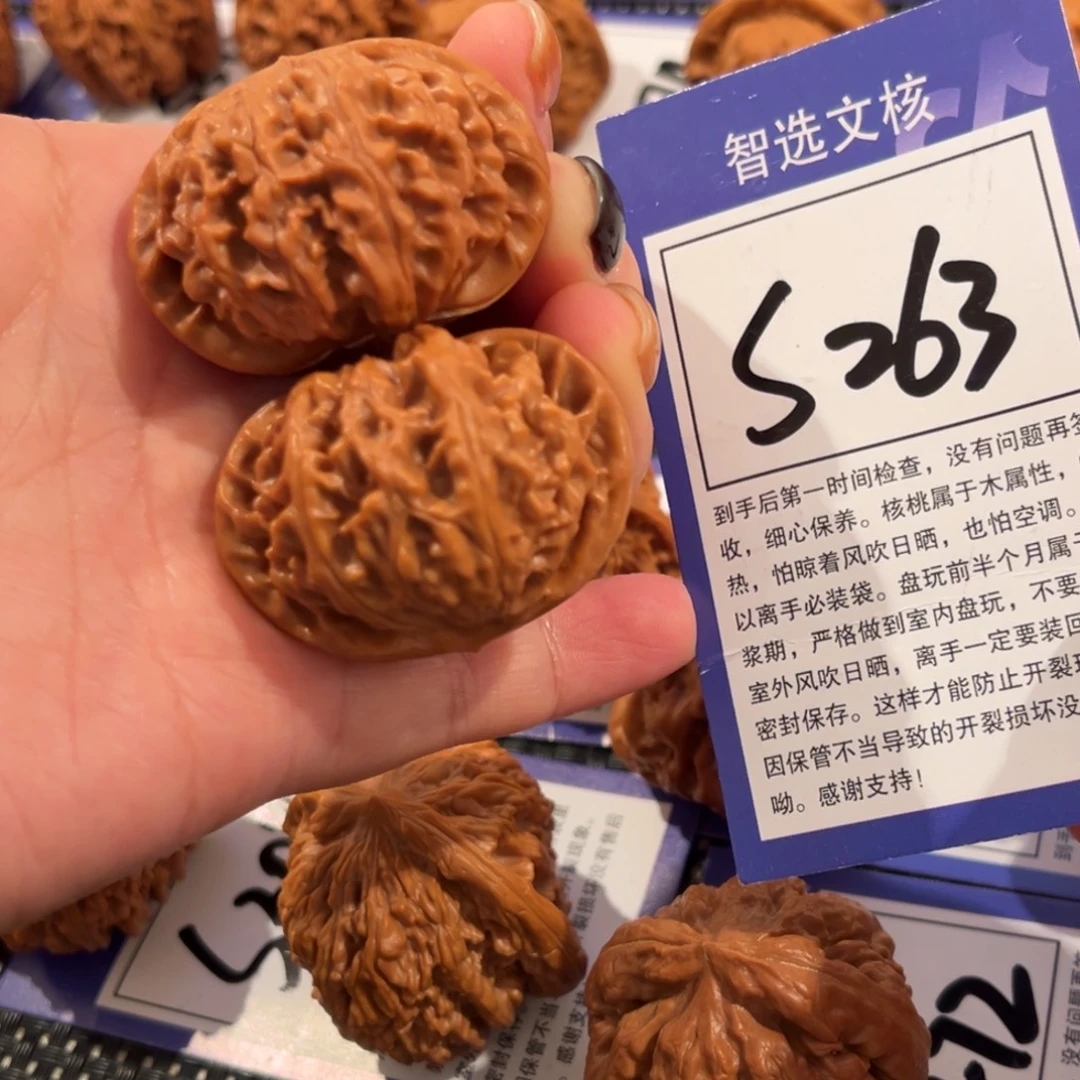 智选文核
S263
到手后第一时间检查，没有问题再签
收，细心保养。核桃属于木属性，
热，怕晾着风吹日晒，也怕空调。
以离手必装袋。盘玩前半个月属于
浆期，严格做到室内盘玩，不要
室外风吹日晒，离手一定要装回
密封保存。这样才能防止开裂现
因保管不当导致的开裂损坏没
呦。感谢支持！